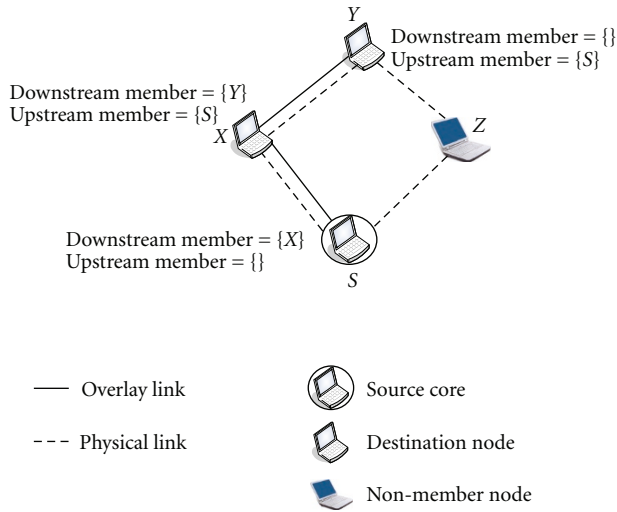 Y
Downstream member = {}
Upstream member = {S}
Downstream member = {Y}
Upstream member = {S}
X
Z
Downstream member = {X}
Upstream member = {}
S
Overlay link
Source core
Physical link
Destination node
Non-member node